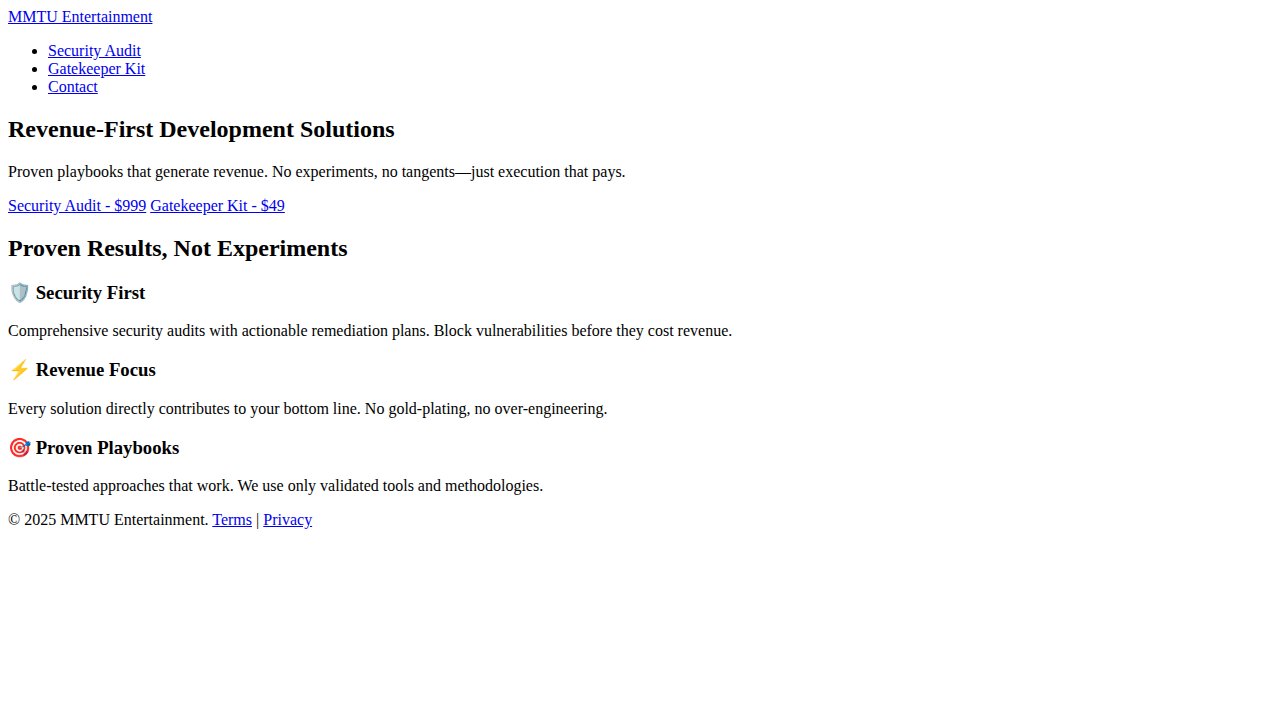 MMTU Entertainment
Security Audit
Gatekeeper Kit
Contact
Revenue-First Development Solutions
Proven playbooks that generate revenue. No experiments, no tangents—just execution that pays.
Security Audit - $999 Gatekeeper Kit - $49
Proven Results, Not Experiments
🛡️ Security First
Comprehensive security audits with actionable remediation plans. Block vulnerabilities before they cost revenue.
⚡ Revenue Focus
Every solution directly contributes to your bottom line. No gold-plating, no over-engineering.
🎯 Proven Playbooks
Battle-tested approaches that work. We use only validated tools and methodologies.
© 2025 MMTU Entertainment. Terms | Privacy